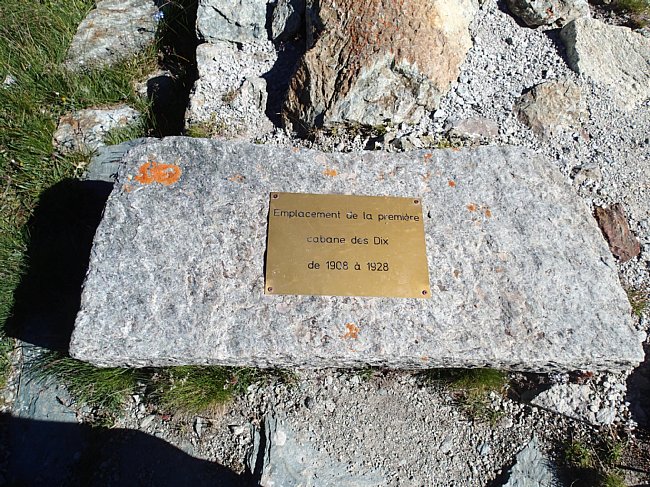 Emplacement de la première
cabane des Dix
de 1908 à 1928